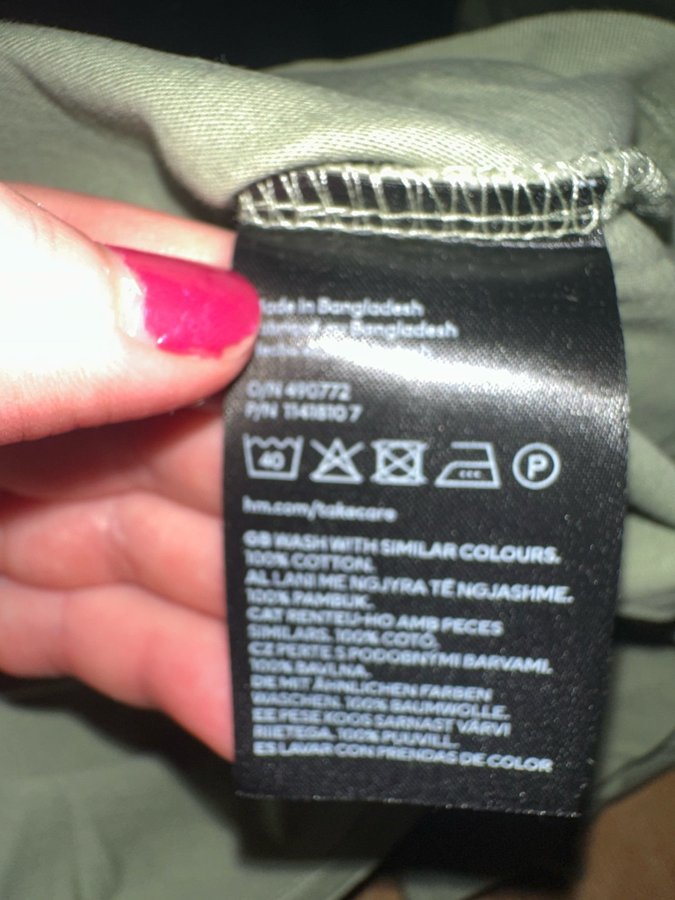 Made in Bangladesh
Bangladesh
O/N 490772
P/N 1141810 7
40
P
hm.com/takecare
GB WASH WITH SIMILAR COLOURS.
100% COTTON.
AL LANI ME NGJYRA TË NGJASHME.
100% PAMBUK.
CAT RENTEU-HO AMB PECES
SIMILARS. 100% COTÓ.
CZ PERTE S PODOBNÝMI BARVAMI.
100% BAVLNA.
DE MIT ÄHNLICHEN FARBEN
WASCHEN. 100% BAUMWOLLE.
EE PESE KOOS SARNAST VÄRVI
RIIETEGA. 100% PUUVILL.
ES LAVAR CON PRENDAS DE COLOR